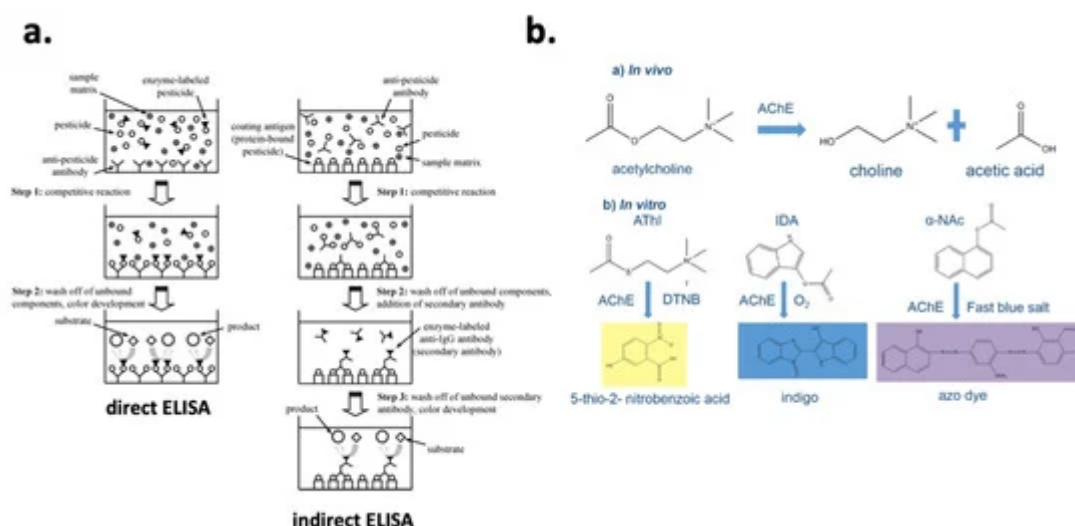 a.
sample
matrix
enzyme-labeled
pesticide
pesticide
anti-pesticide
antibody
Step 1: competitive reaction
Step 2: wash off of unbound
components, color development
substrate
product
direct ELISA
anti-pesticide
antibody
coating antigen
(protein-bound
pesticide)
pesticide
sample matrix
Step 1: competitive reaction
Step 2: wash off of unbound components,
addition of secondary antibody
enzyme-labeled
anti-IgG antibody
(secondary antibody)
Step 3: wash off of unbound secondary
antibody, color development
product
substrate
indirect ELISA
b.
a) In vivo
O
O
N+
AChE
HO
N+
+
O
OH
acetylcholine
choline
acetic acid
b) In vitro
AThI
IDA
α-NAc
AChE
DTNB
AChE
O2
AChE
Fast blue salt
5-thio-2- nitrobenzoic acid
indigo
azo dye